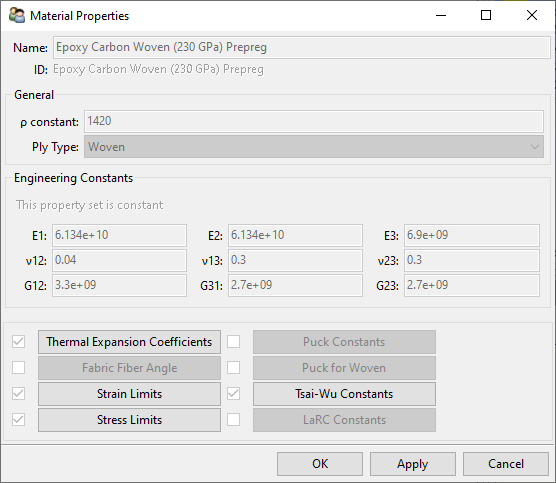 Material Properties
Name: Epoxy Carbon Woven (230 GPa) Prepreg
ID: Epoxy Carbon Woven (230 GPa) Prepreg
General
ρ constant: 1420
Ply Type: Woven
Engineering Constants
This property set is constant
E1: 6.134e+10 E2: 6.134e+10 E3: 6.9e+09
ν12: 0.04 ν13: 0.3 ν23: 0.3
G12: 3.3e+09 G31: 2.7e+09 G23: 2.7e+09
Thermal Expansion Coefficients Puck Constants
Fabric Fiber Angle Puck for Woven
Strain Limits Tsai-Wu Constants
Stress Limits LaRC Constants
OK Apply Cancel